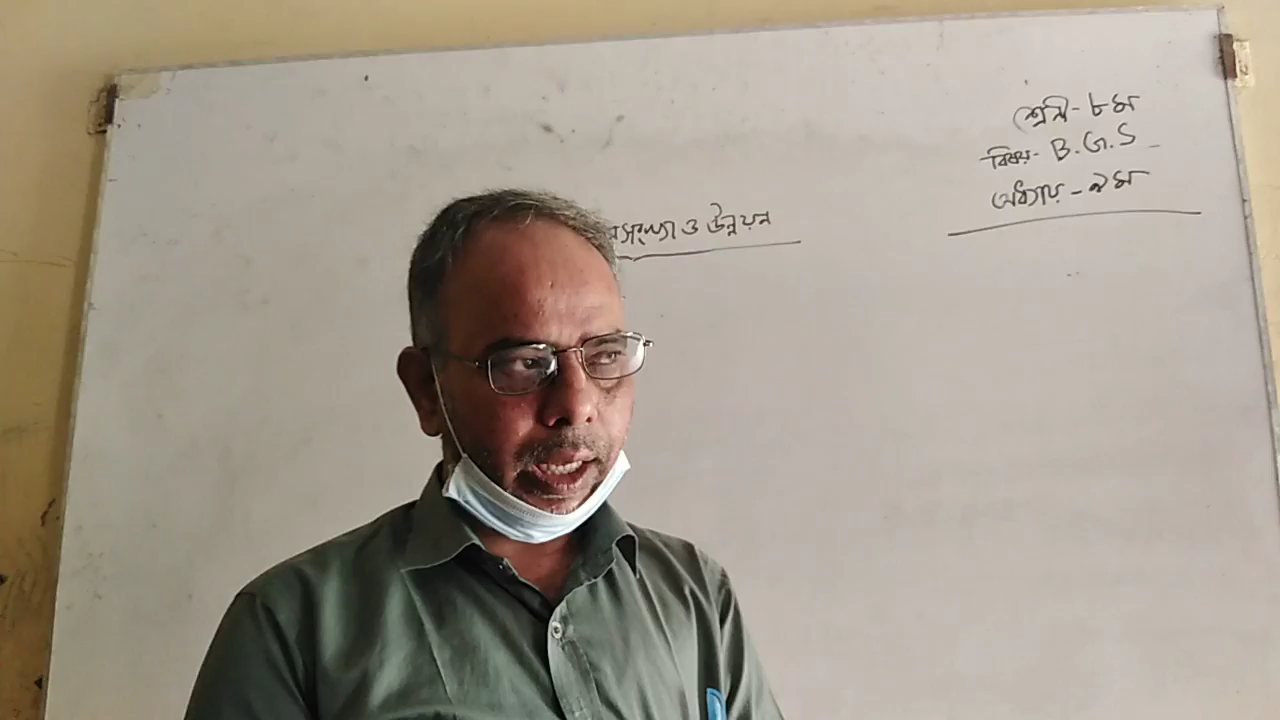 শ্রেনী - ৮ম
বিষয় - B.G.S
অধ্যায় - ৯ম
সংখ্যা ও উন্নয়ন